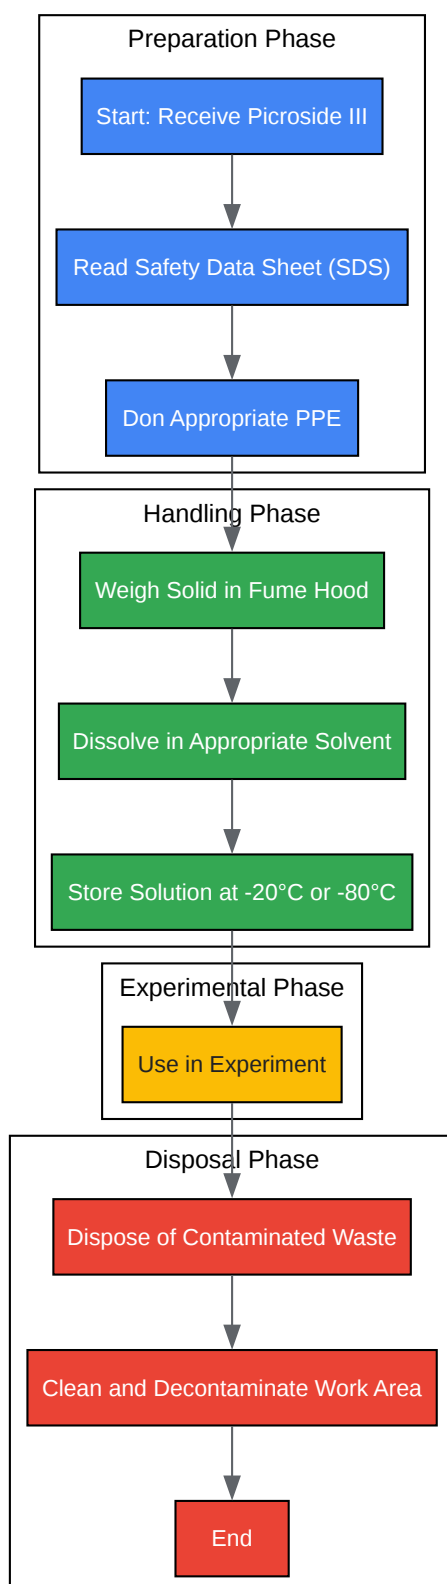 Preparation Phase
Start: Receive Picroside III
Read Safety Data Sheet (SDS)
Don Appropriate PPE
Handling Phase
Weigh Solid in Fume Hood
Dissolve in Appropriate Solvent
Store Solution at -20°C or -80°C
Experimental Phase
Use in Experiment
Disposal Phase
Dispose of Contaminated Waste
Clean and Decontaminate Work Area
End